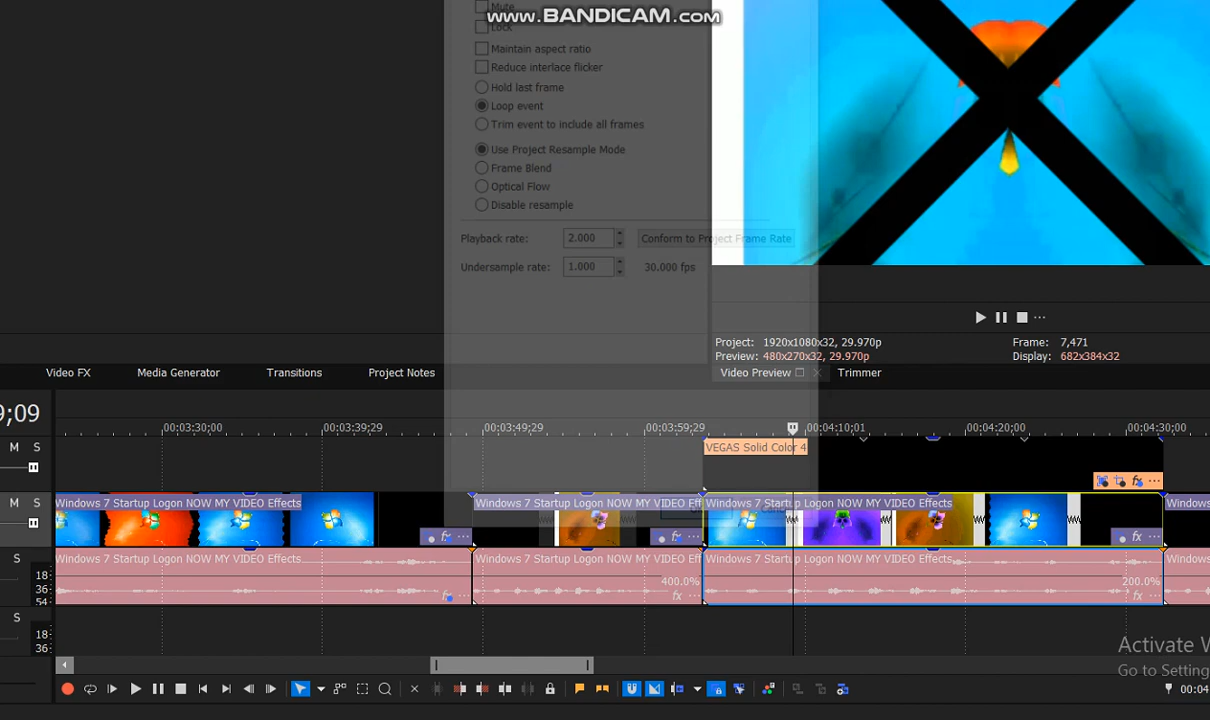 Mute
www.BANDICAM.com
Lock
Maintain aspect ratio
Reduce interlace flicker
Hold last frame
Loop event
Trim event to include all frames
Use Project Resample Mode
Frame Blend
Optical Flow
Disable resample
Playback rate: 2.000 Conform to Project Frame Rate
Undersample rate: 1.000 30.000 fps
Project: 1920x1080x32, 29.970p Frame: 7,471
Preview: 480x270x32, 29.970p Display: 682x384x32
Video FX Media Generator Transitions Project Notes Video Preview Trimmer
9;09
00:03:30;00 00:03:39;29 00:03:49;29 00:03:59;29 00:04:10;01 00:04:20;00 00:04:30;00
M S VEGAS Solid Color 4
fx
M S Windows 7 Startup Logon NOW MY VIDEO Effects Windows 7 Startup Logon NOW MY VIDEO Eff Windows 7 Startup Logon NOW MY VIDEO Effects Windows
fx fx fx
S Windows 7 Startup Logon NOW MY VIDEO Effects Windows 7 Startup Logon NOW MY VIDEO Eff Windows 7 Startup Logon NOW MY VIDEO Effects Windows
18
36 400.0% 200.0%
54 fx fx fx
S
18
36
Activate W
Go to Setting
00:04